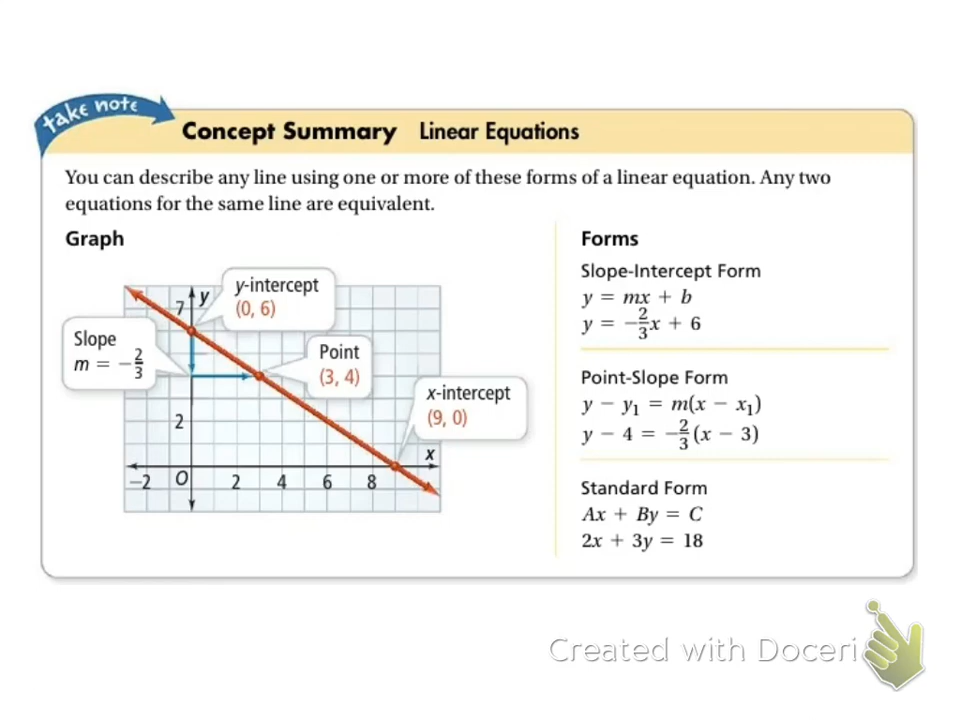 take note
Concept Summary Linear Equations
You can describe any line using one or more of these forms of a linear equation. Any two
equations for the same line are equivalent.
Graph
y-intercept
(0, 6)
7
y
Slope
m = -2/3
Point
(3, 4)
x-intercept
(9, 0)
2
x
-2 O 2 4 6 8
Forms
Slope-Intercept Form
y = mx + b
y = -2/3x + 6
Point-Slope Form
y - y₁ = m(x - x₁)
y - 4 = -2/3(x - 3)
Standard Form
Ax + By = C
2x + 3y = 18
Created with Doceri